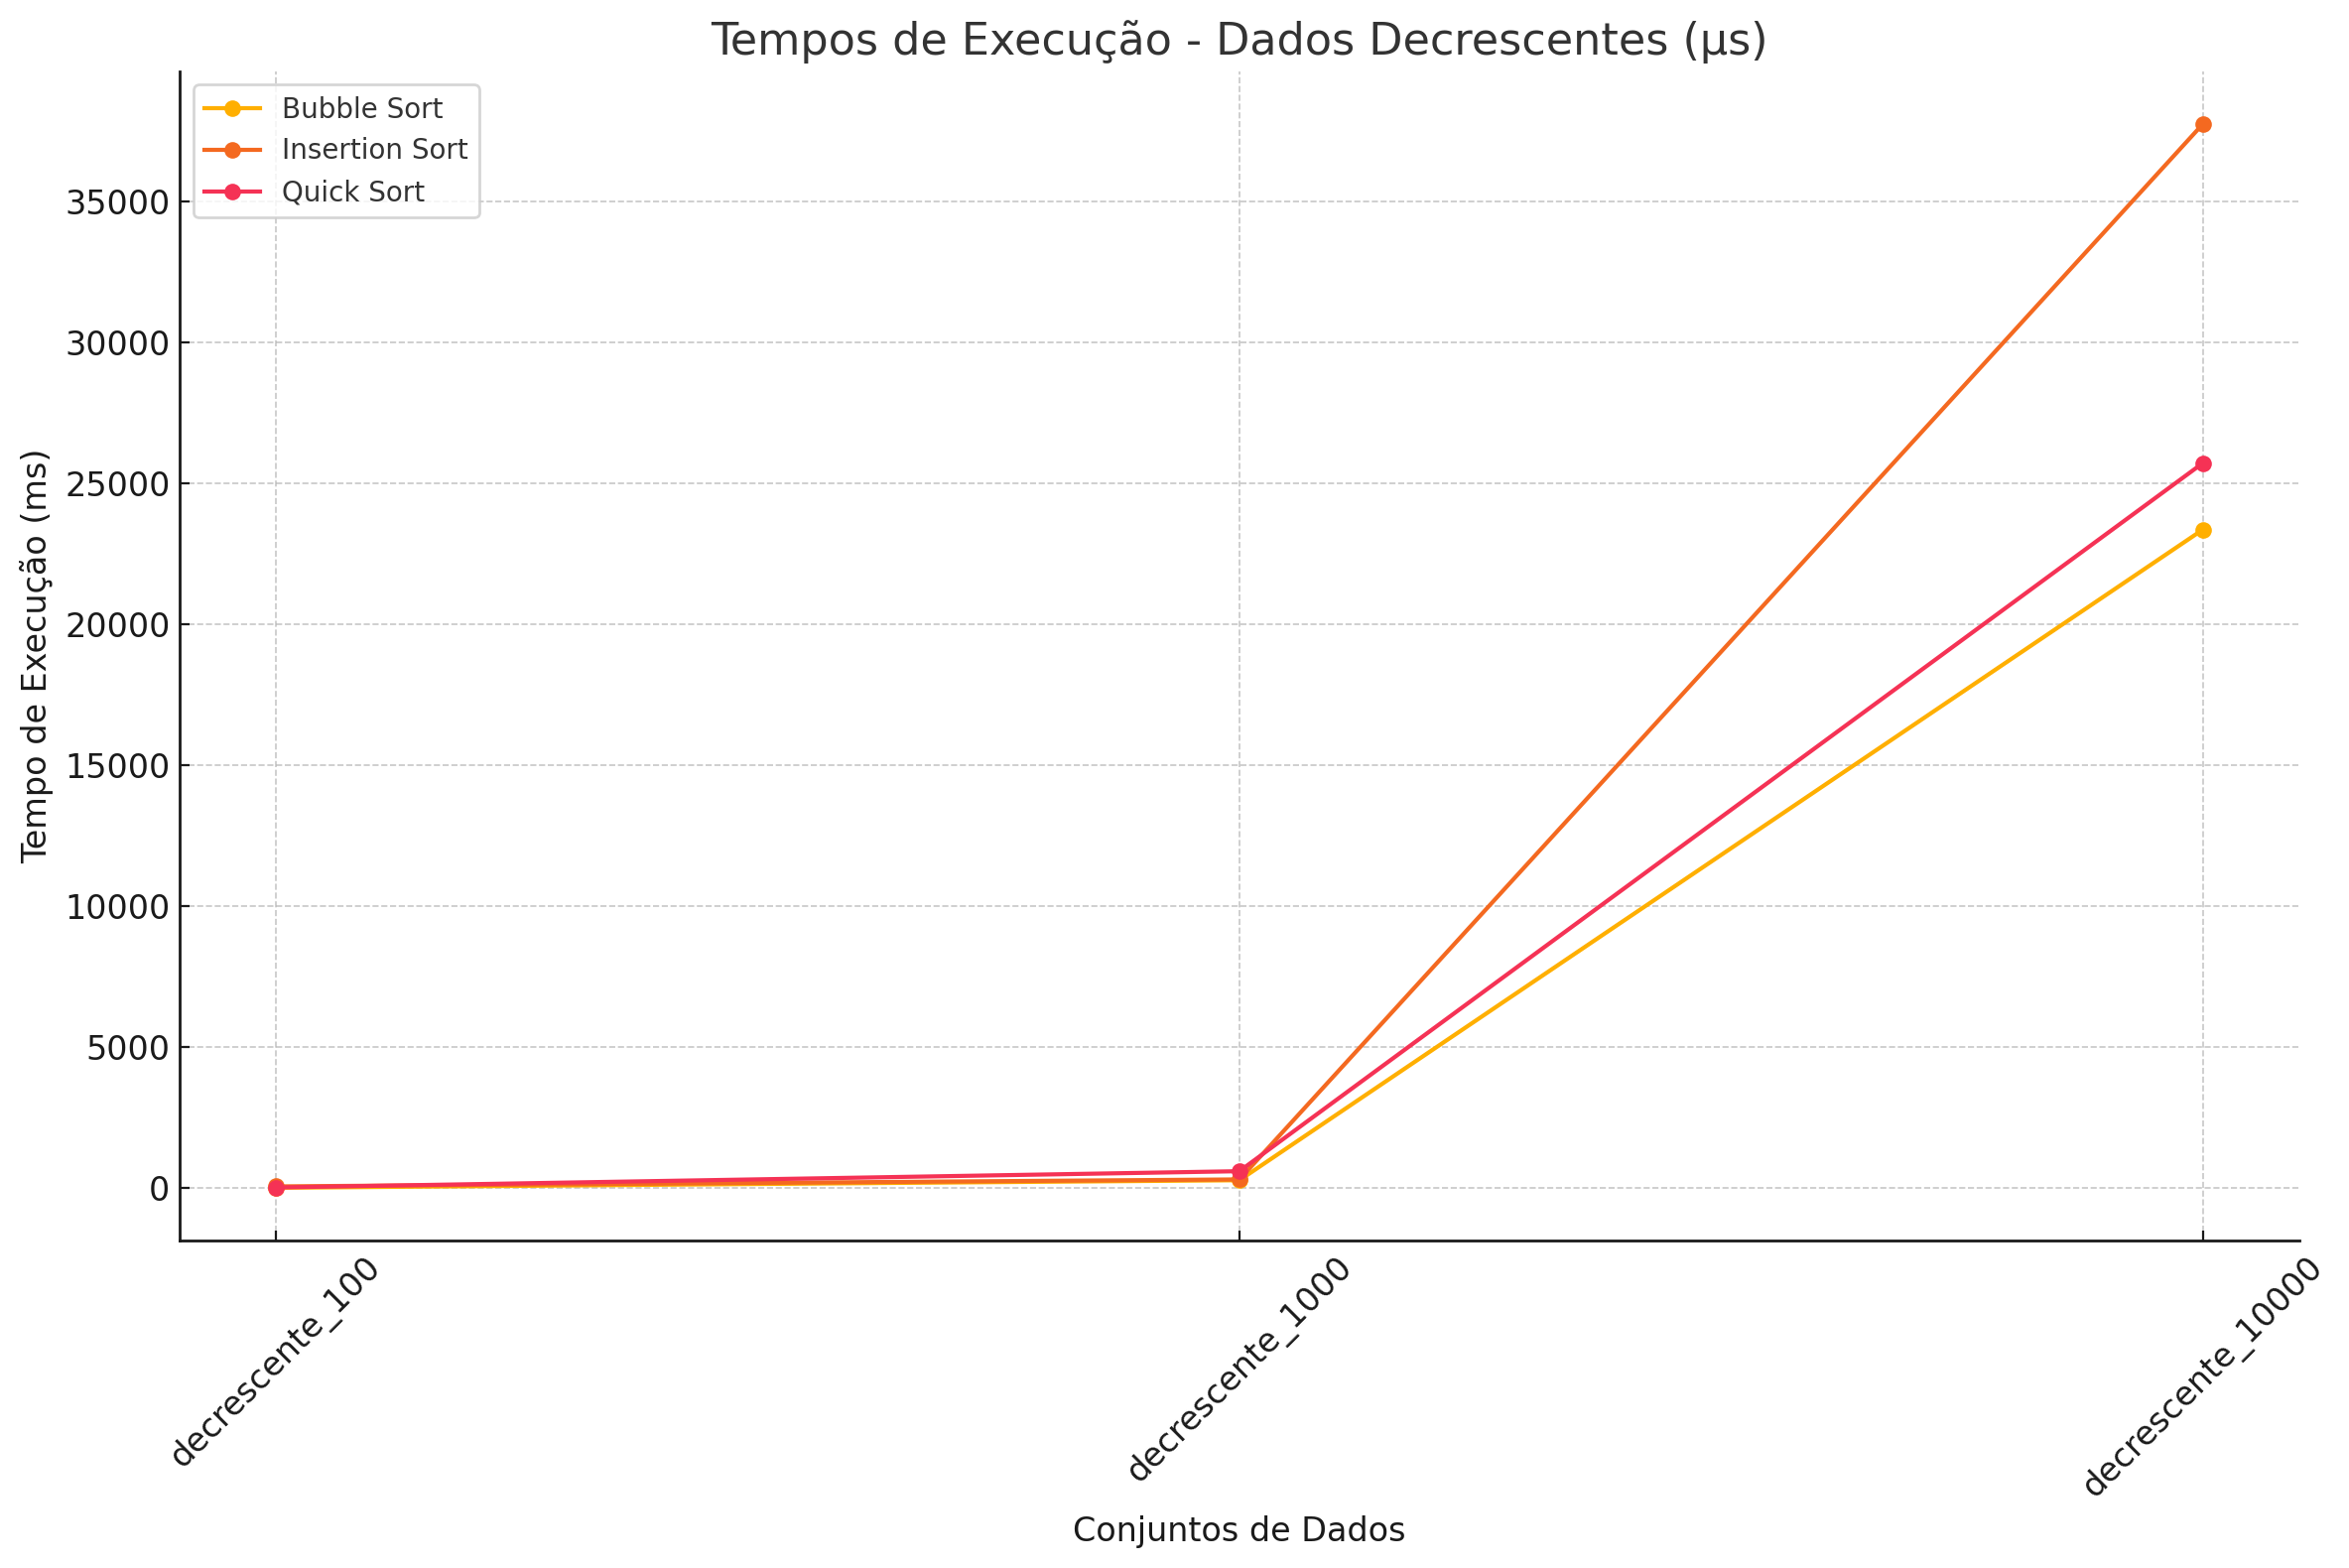 Tempos de Execução - Dados Decrescentes (μs)
Bubble Sort
Insertion Sort
Quick Sort
Tempo de Execução (ms)
35000
30000
25000
20000
15000
10000
5000
0
decrescente_100
decrescente_1000
decrescente_10000
Conjuntos de Dados